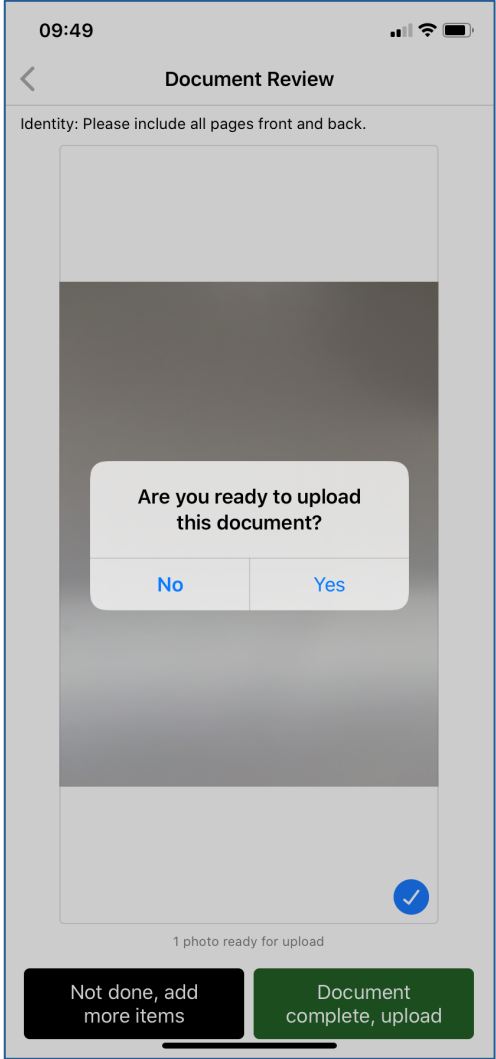 09:49
Document Review
Identity: Please include all pages front and back.
Are you ready to upload
this document?
No
Yes
1 photo ready for upload
Not done, add
more items
Document
complete, upload